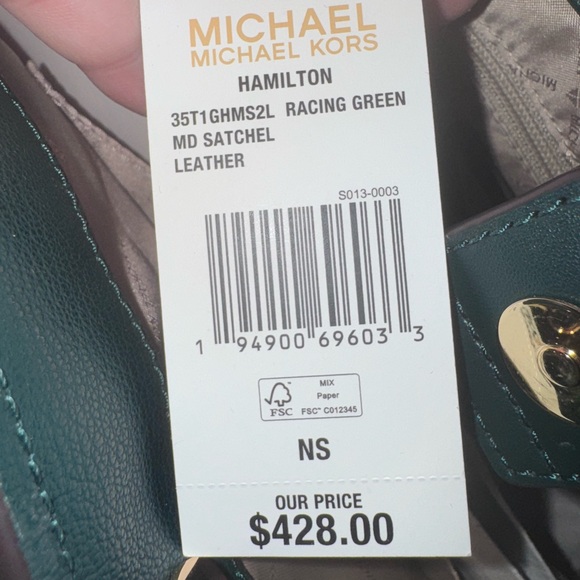 MICHAEL
MICHAEL KORS
HAMILTON
35T1GHMS2L RACING GREEN
MD SATCHEL
LEATHER
S013-0003
1 94900 69603 3
FSC
MIX
Paper
FSC™ C012345
NS
OUR PRICE
$428.00